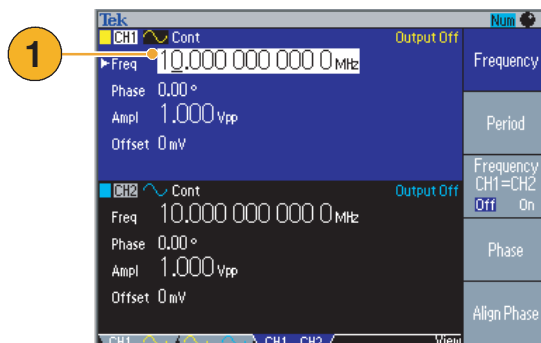 Tek
Num
CH1 Cont Output Off
1
Freq 10.000 000 000 0 MHz
Phase 0.00 °
Ampl 1.000 Vpp
Offset 0 mV
CH2 Cont Output Off
Freq 10.000 000 000 0 MHz
Phase 0.00 °
Ampl 1.000 Vpp
Offset 0 mV
CH1 CH1 CH2 View
Frequency
Period
Frequency
CH1=CH2
Off On
Phase
Align Phase